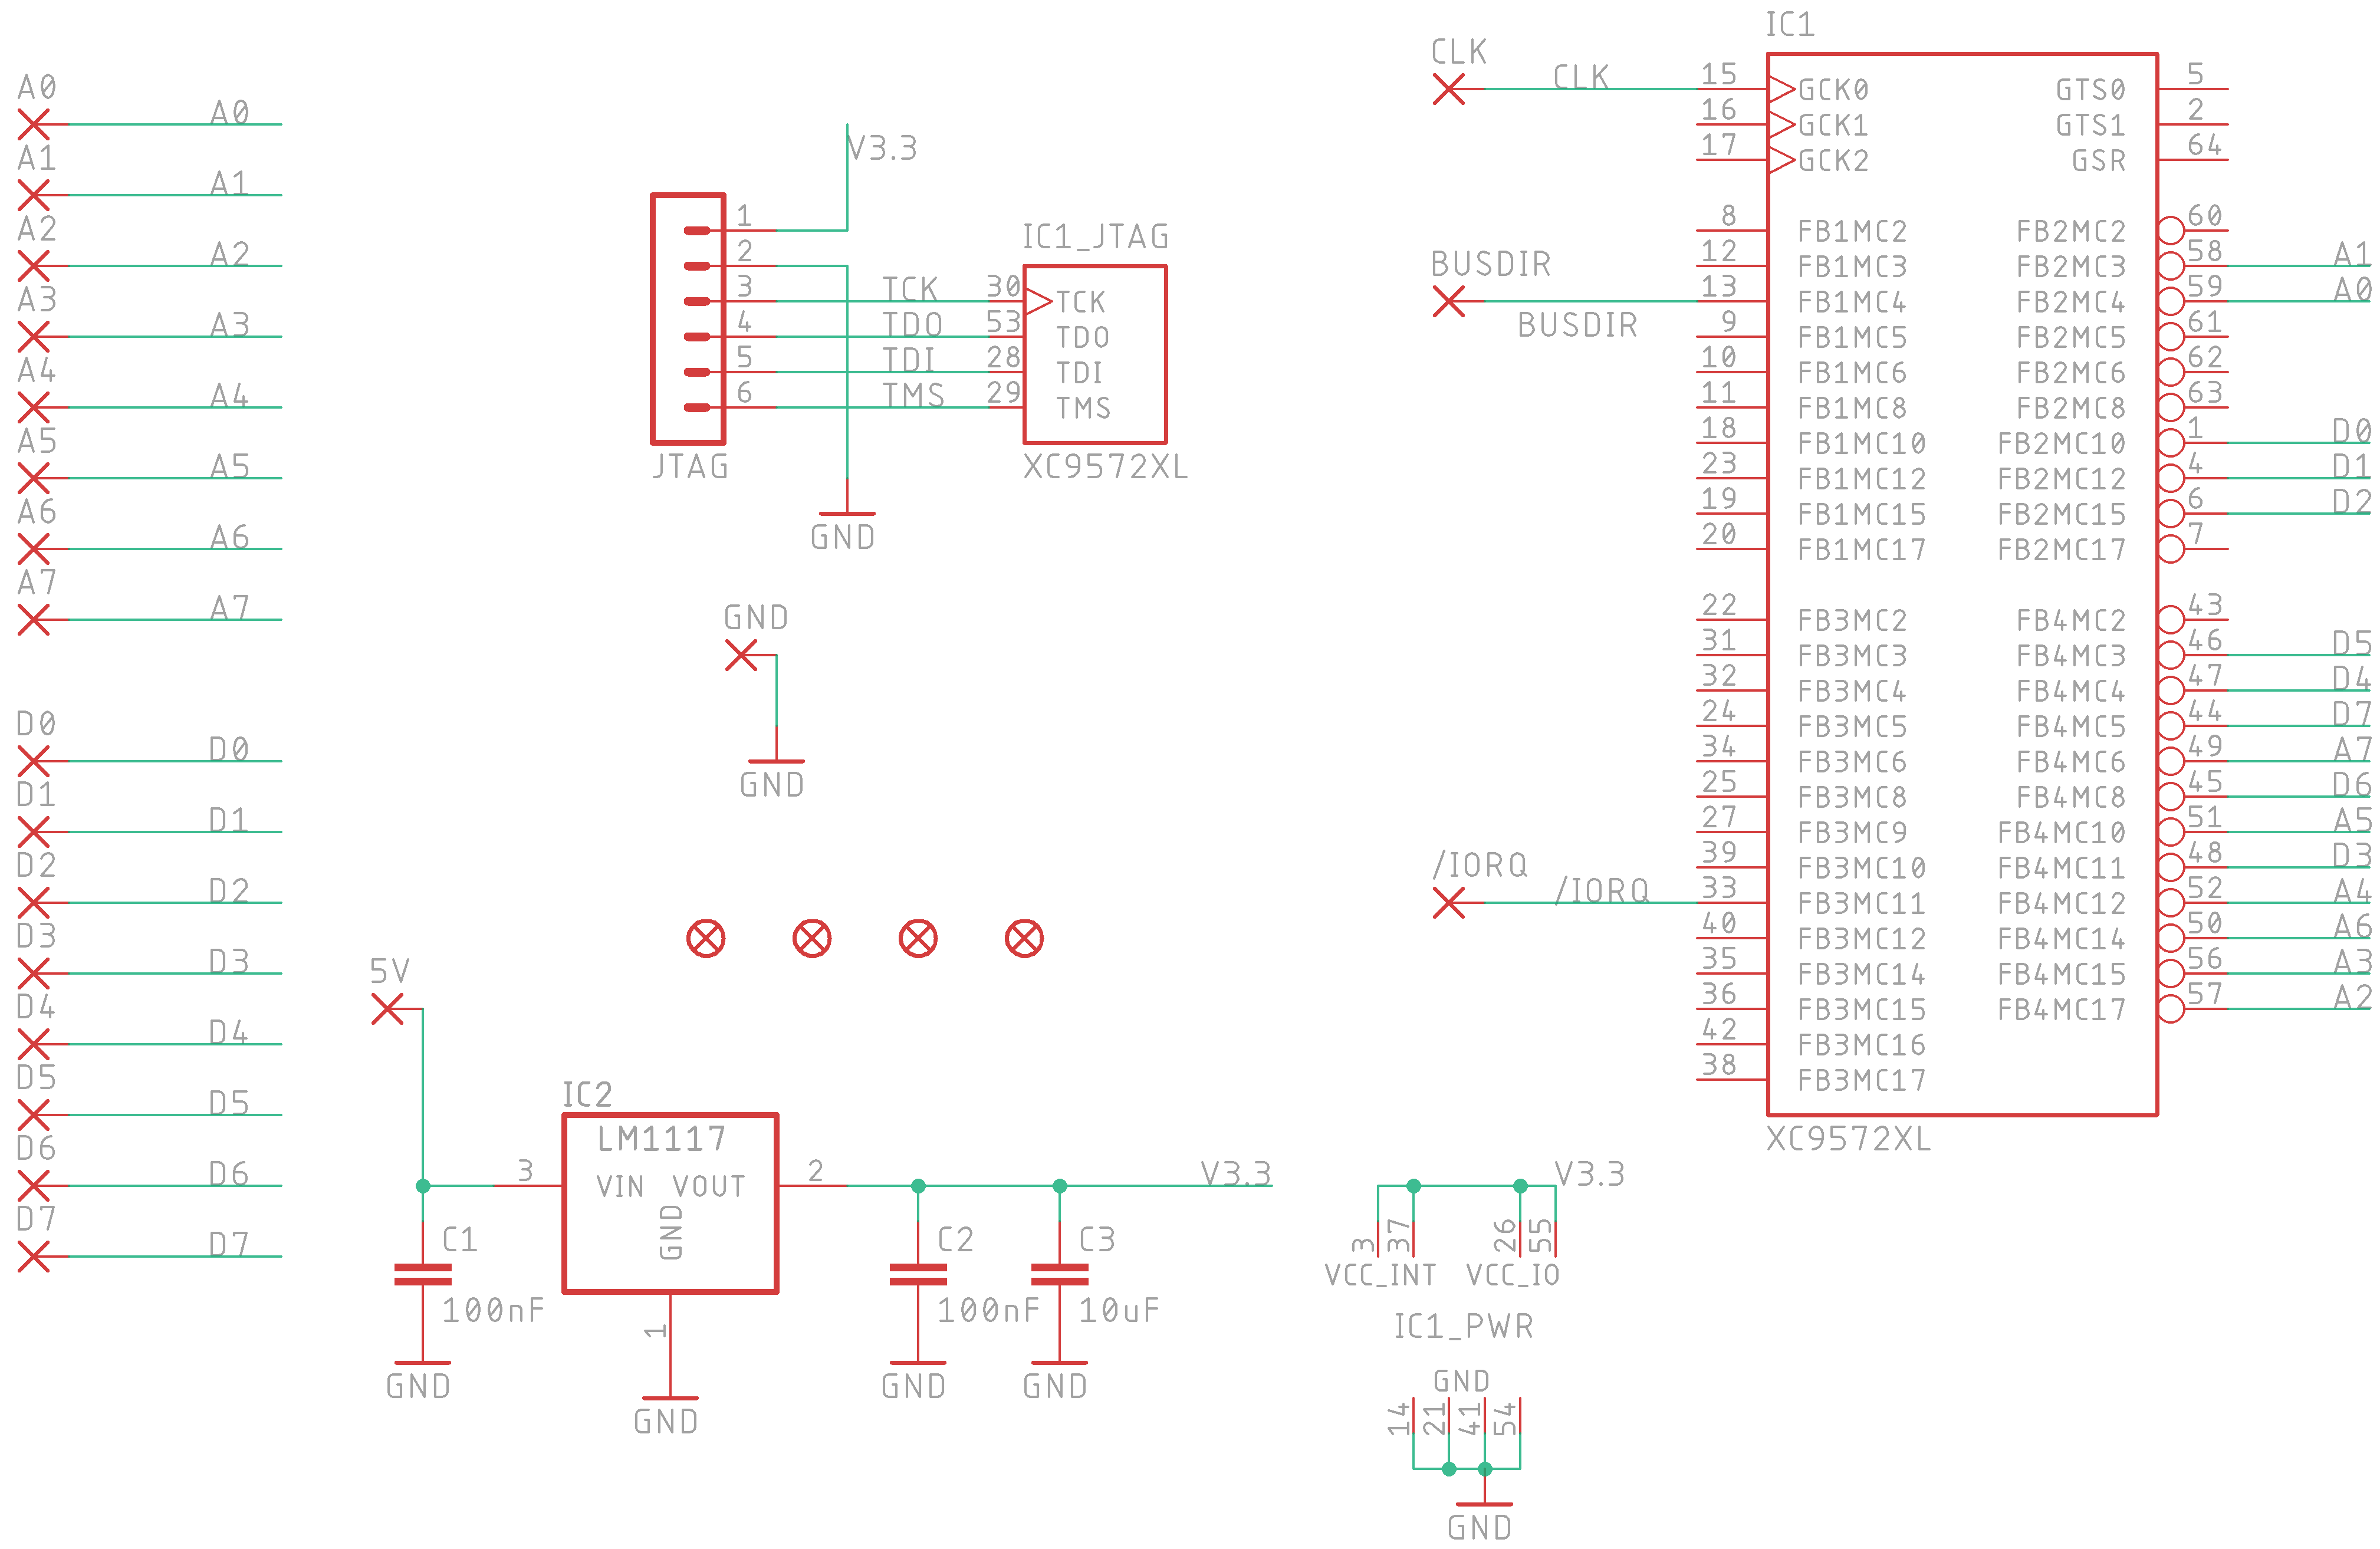 A0
A0
A1
A1
A2
A2
A3
A3
A4
A4
A5
A5
A6
A6
A7
A7
D0
D0
D1
D1
D2
D2
D3
D3
D4
D4
D5
D5
D6
D6
D7
D7
V3.3
1
2
3 TCK
4 TDO
5 TDI
6 TMS
JTAG
GND
IC1_JTAG
30 TCK
53 TDO
28 TDI
29 TMS
XC9572XL
GND
GND
5V
IC2
LM1117
3 VIN VOUT 2
GND
1
V3.3
C1
100nF
GND
GND
C2
100nF
GND
C3
10uF
GND
V3.3
3 37 26 55
VCC_INT VCC_IO
IC1_PWR
GND
14 21 41 54
GND
IC1
CLK
CLK 15 GCK0 GTS0 5
16 GCK1 GTS1 2
17 GCK2 GSR 64
8 FB1MC2 FB2MC2 60
12 FB1MC3 FB2MC3 58 A1
BUSDIR
BUSDIR 13 FB1MC4 FB2MC4 59 A0
9 FB1MC5 FB2MC5 61
10 FB1MC6 FB2MC6 62
11 FB1MC8 FB2MC8 63
18 FB1MC10 FB2MC10 1 D0
23 FB1MC12 FB2MC12 4 D1
19 FB1MC15 FB2MC15 6 D2
20 FB1MC17 FB2MC17 7
22 FB3MC2 FB4MC2 43
31 FB3MC3 FB4MC3 46 D5
32 FB3MC4 FB4MC4 47 D4
24 FB3MC5 FB4MC5 44 D7
34 FB3MC6 FB4MC6 49 A7
25 FB3MC8 FB4MC8 45 D6
27 FB3MC9 FB4MC10 51 A5
39 FB3MC10 FB4MC11 48 D3
/IORQ
/IORQ 33 FB3MC11 FB4MC12 52 A4
40 FB3MC12 FB4MC14 50 A6
35 FB3MC14 FB4MC15 56 A3
36 FB3MC15 FB4MC17 57 A2
42 FB3MC16
38 FB3MC17
XC9572XL